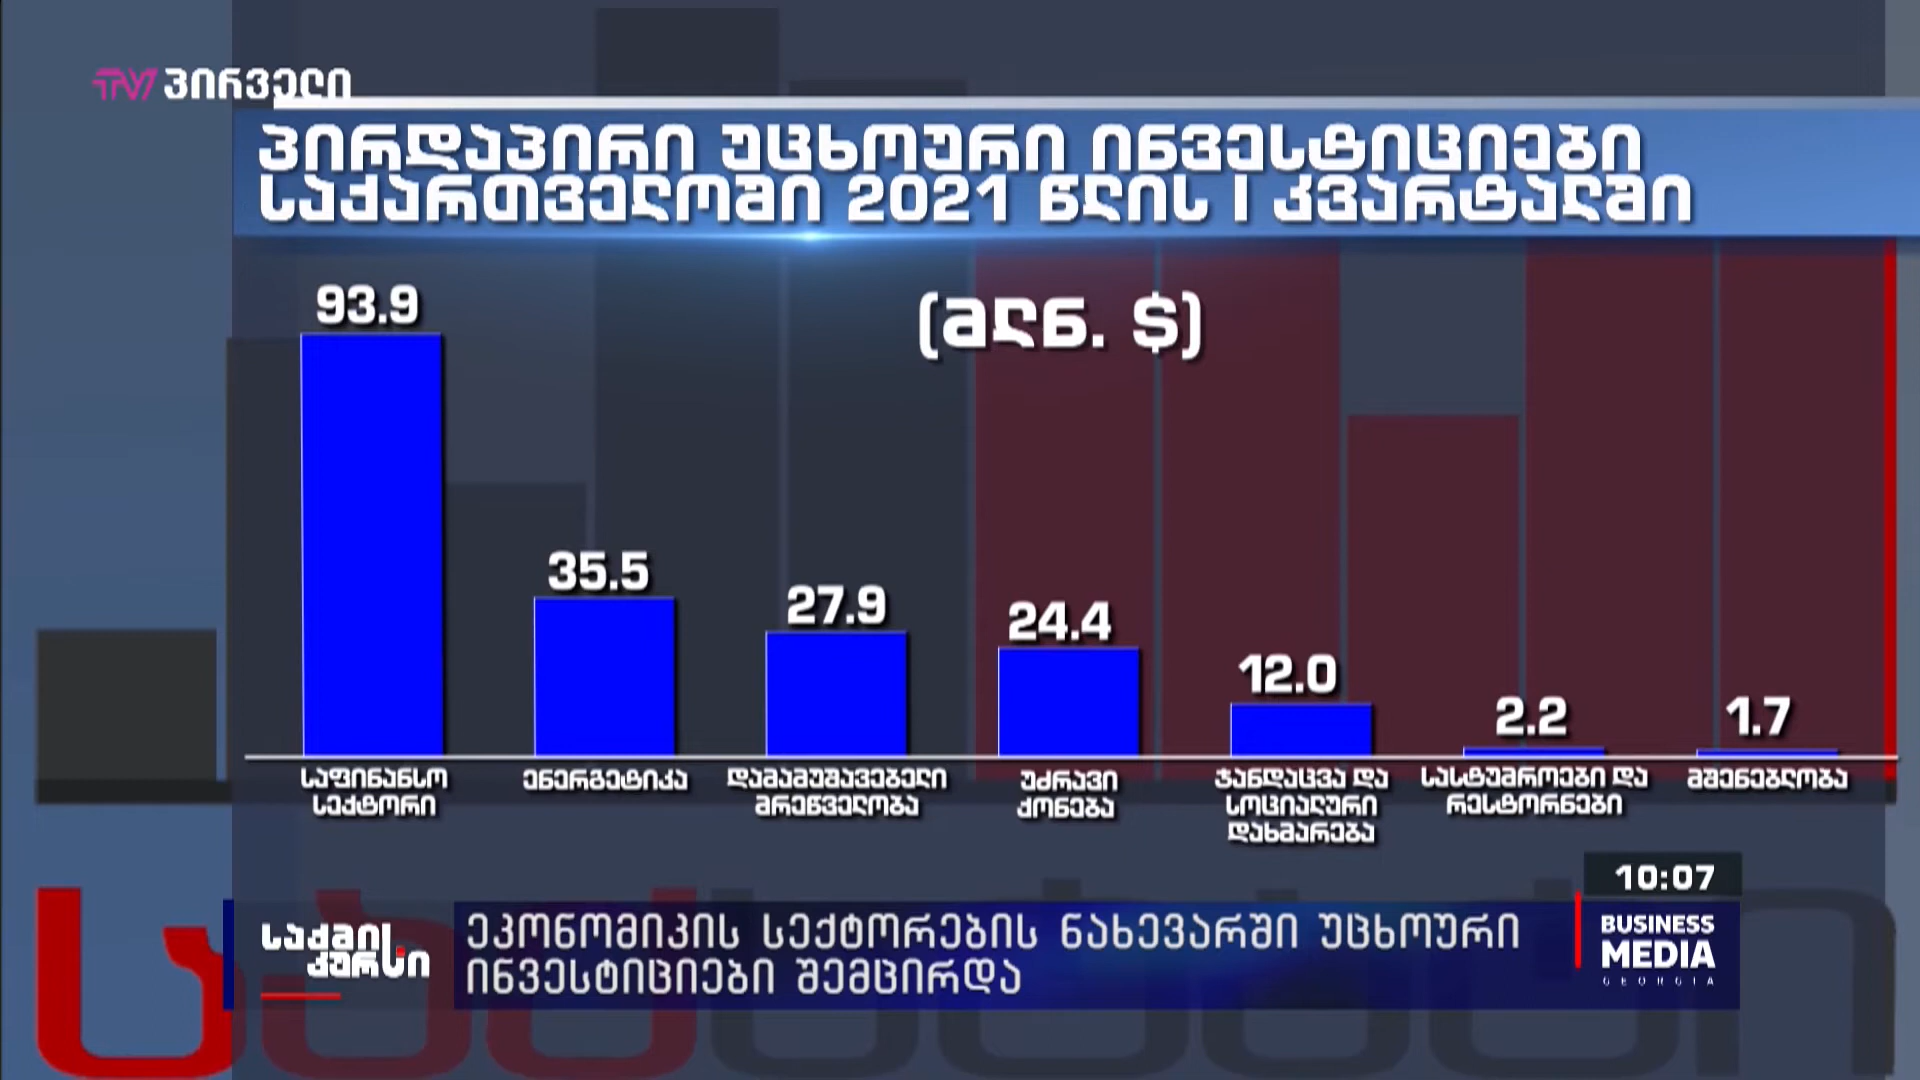 TV პირველი
პირდაპირი უცხოური ინვესტიციები
საქართველოში 2021 წლის I კვარტალში
(მლნ. $)
93.9
35.5
27.9
24.4
12.0
2.2
1.7
საფინანსო
სექტორი
ენერგეტიკა
დამამუშავებელი
მრეწველობა
უძრავი
ქონება
ჯანდაცვა და
სოციალური
დახმარება
სასტუმროები და
რესტორნები
მშენებლობა
10:07
საქმის
კურსი
ეკონომიკის სექტორების ნახევარში უცხოური
ინვესტიციები შემცირდა
BUSINESS
MEDIA
GEORGIA